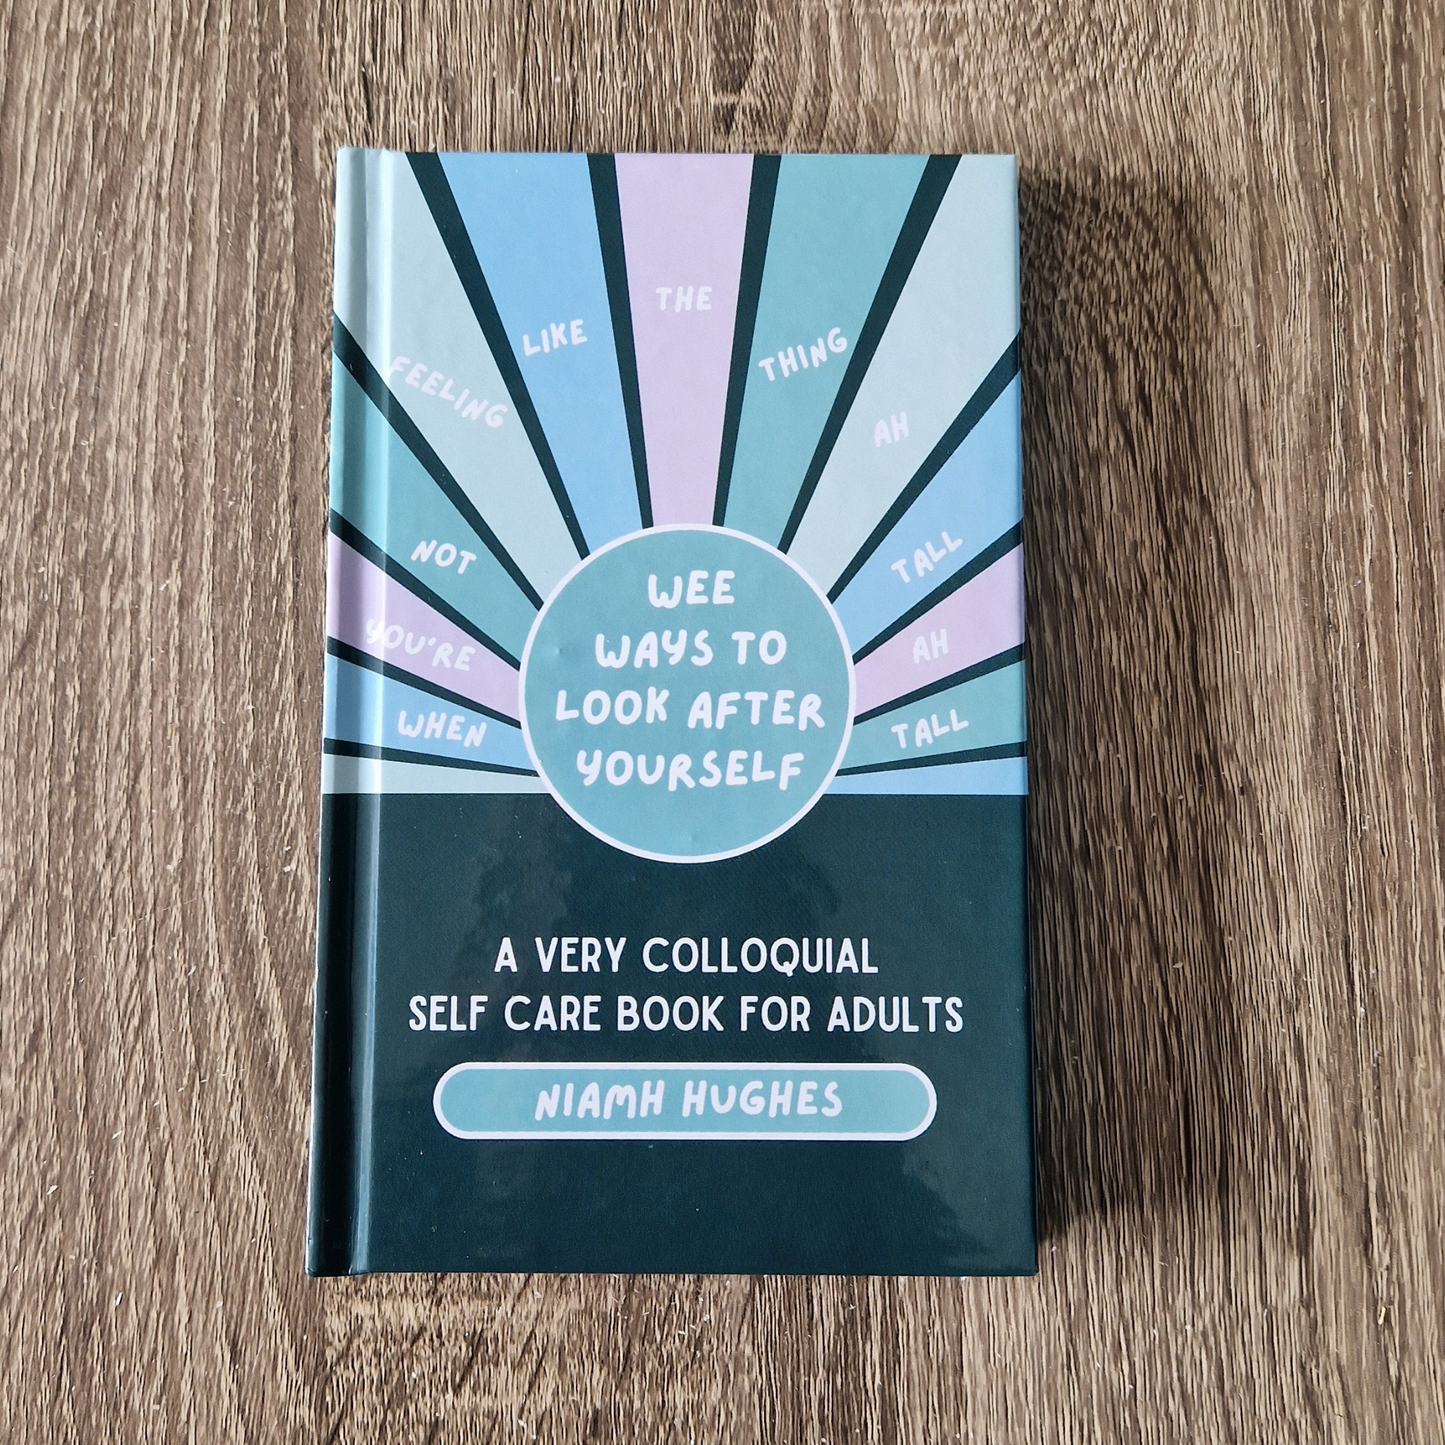 WEE
WAYS TO
LOOK AFTER
YOURSELF
WHEN
YOU'RE
NOT
FEELING
LIKE
THE
THING
AH
TALL
AH
TALL
A VERY COLLOQUIAL
SELF CARE BOOK FOR ADULTS
NIAMH HUGHES